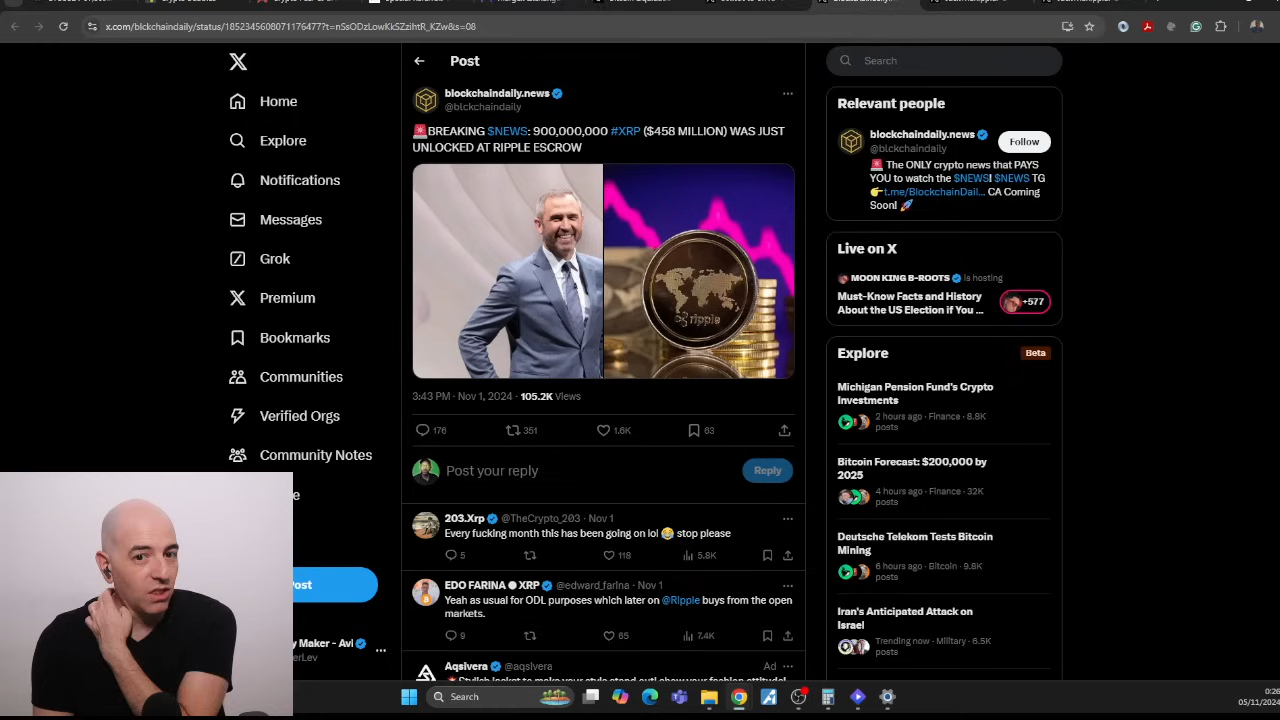 x.com/blckchaindaily/status/1852345608071176477?t=nSsODzLowKkSZzihtR_KZw&s=08
Home
Explore
Notifications
Messages
Grok
Premium
Bookmarks
Communities
Verified Orgs
Community Notes
Post
blockchaindaily.news
@blckchaindaily
🚨BREAKING $NEWS: 900,000,000 #XRP ($458 MILLION) WAS JUST
UNLOCKED AT RIPPLE ESCROW
ripple
3:43 PM · Nov 1, 2024 · 105.2K Views
176 351 1.6K 63
Post your reply
Reply
203.Xrp @TheCrypto_203 · Nov 1
Every fucking month this has been going on lol 😂 stop please
5 118 5.8K
EDO FARINA XRP @edward_farina · Nov 1
Yeah as usual for ODL purposes which later on @Ripple buys from the open
markets.
9 65 7.4K
Aqsivera @aqsivera Ad
Search
Relevant people
blockchaindaily.news
@blckchaindaily
Follow
🚨 The ONLY crypto news that PAYS
YOU to watch the $NEWS! $NEWS TG
👉t.me/BlockchainDail... CA Coming
Soon! 🚀
Live on X
MOON KING B-ROOTS is hosting
Must-Know Facts and History
About the US Election if You ...
+577
Explore
Beta
Michigan Pension Fund's Crypto
Investments
2 hours ago · Finance · 8.8K
posts
Bitcoin Forecast: $200,000 by
2025
4 hours ago · Finance · 32K
posts
Deutsche Telekom Tests Bitcoin
Mining
6 hours ago · Bitcoin · 9.8K
posts
Iran's Anticipated Attack on
Israel
Trending now · Military · 6.5K
posts
Search
05/11/2024